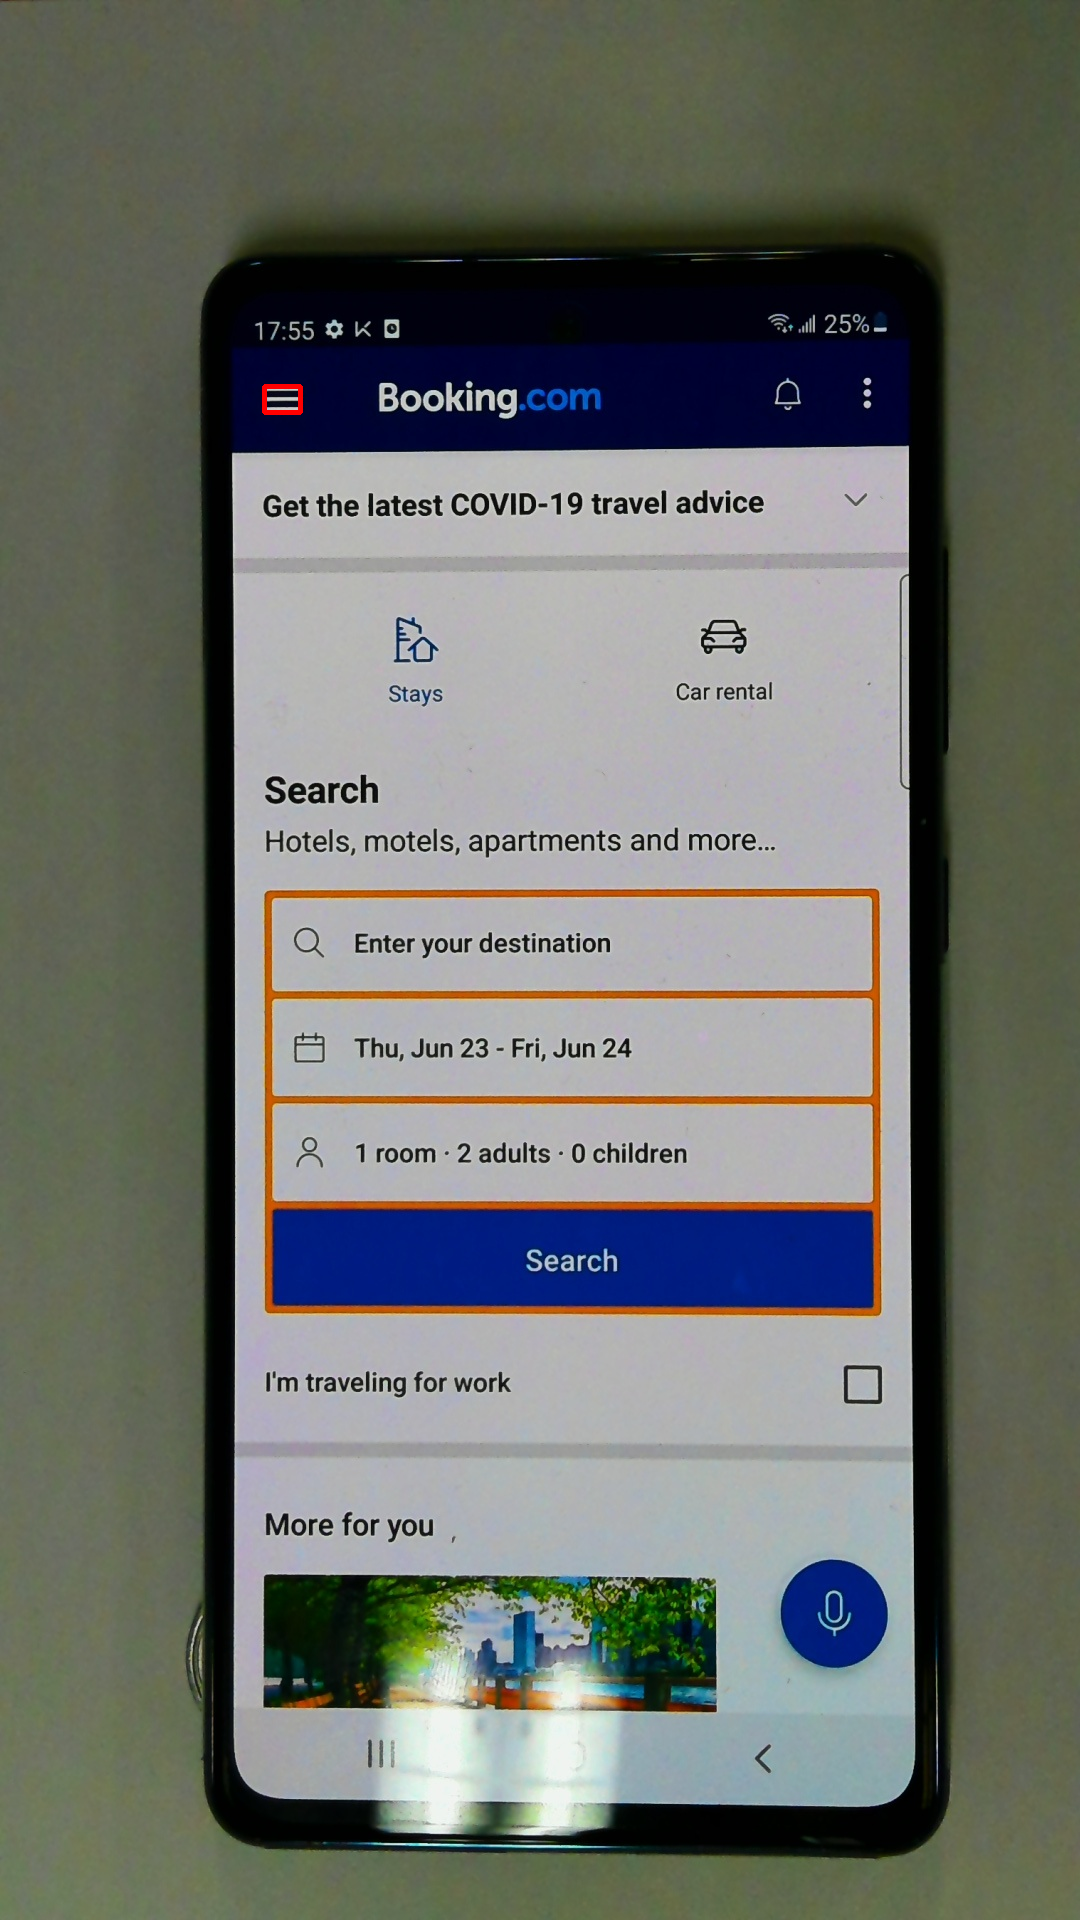 17:55
25%
Booking.com
Get the latest COVID-19 travel advice
Stays
Car rental
Search
Hotels, motels, apartments and more...
Enter your destination
Thu, Jun 23 - Fri, Jun 24
1 room · 2 adults · 0 children
Search
I'm traveling for work
More for you